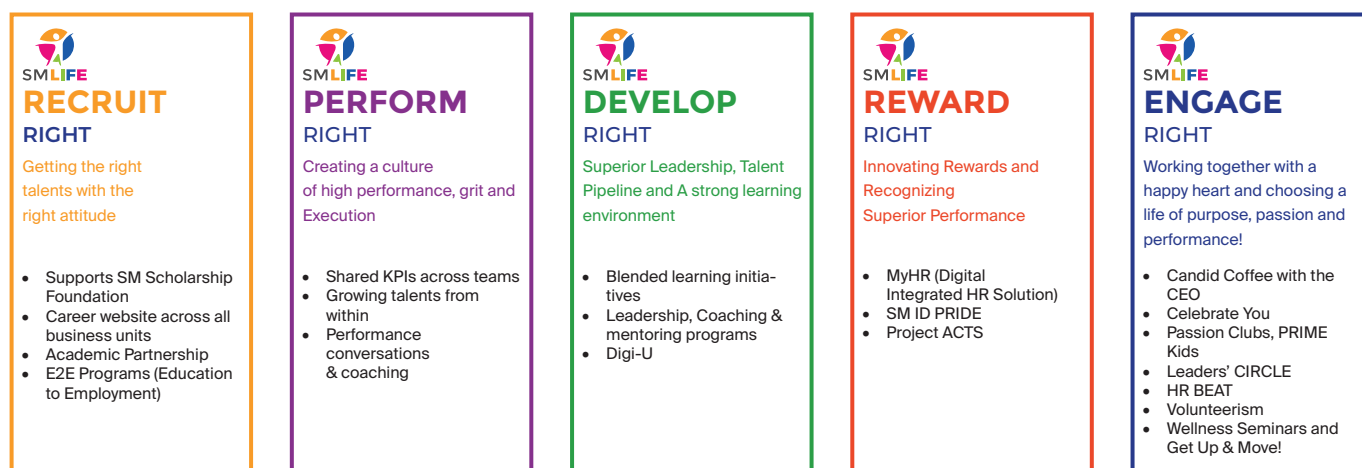 SMLIFE
RECRUIT
RIGHT
Getting the right
talents with the
right attitude
• Supports SM Scholarship
Foundation
• Career website across all
business units
• Academic Partnership
• E2E Programs (Education
to Employment)
SMLIFE
PERFORM
RIGHT
Creating a culture
of high performance, grit and
Execution
• Shared KPIs across teams
• Growing talents from
within
• Performance
conversations
& coaching
SMLIFE
DEVELOP
RIGHT
Superior Leadership, Talent
Pipeline and A strong learning
environment
• Blended learning initia-
tives
• Leadership, Coaching &
mentoring programs
• Digi-U
SMLIFE
REWARD
RIGHT
Innovating Rewards and
Recognizing
Superior Performance
• MyHR (Digital
Integrated HR Solution)
• SM ID PRIDE
• Project ACTS
SMLIFE
ENGAGE
RIGHT
Working together with a
happy heart and choosing a
life of purpose, passion and
performance!
• Candid Coffee with the
CEO
• Celebrate You
• Passion Clubs, PRIME
Kids
• Leaders’ CIRCLE
• HR BEAT
• Volunteerism
• Wellness Seminars and
Get Up & Move!